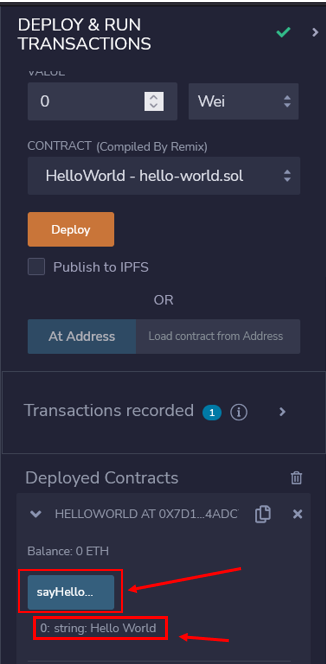 DEPLOY & RUN
TRANSACTIONS
VALUE
0 Wei
CONTRACT (Compiled By Remix)
HelloWorld - hello-world.sol
Deploy
Publish to IPFS
OR
At Address Load contract from Address
Transactions recorded 1 i
Deployed Contracts
HELLOWORLD AT 0X7D1...4ADC
Balance: 0 ETH
sayHello...
0: string: Hello World